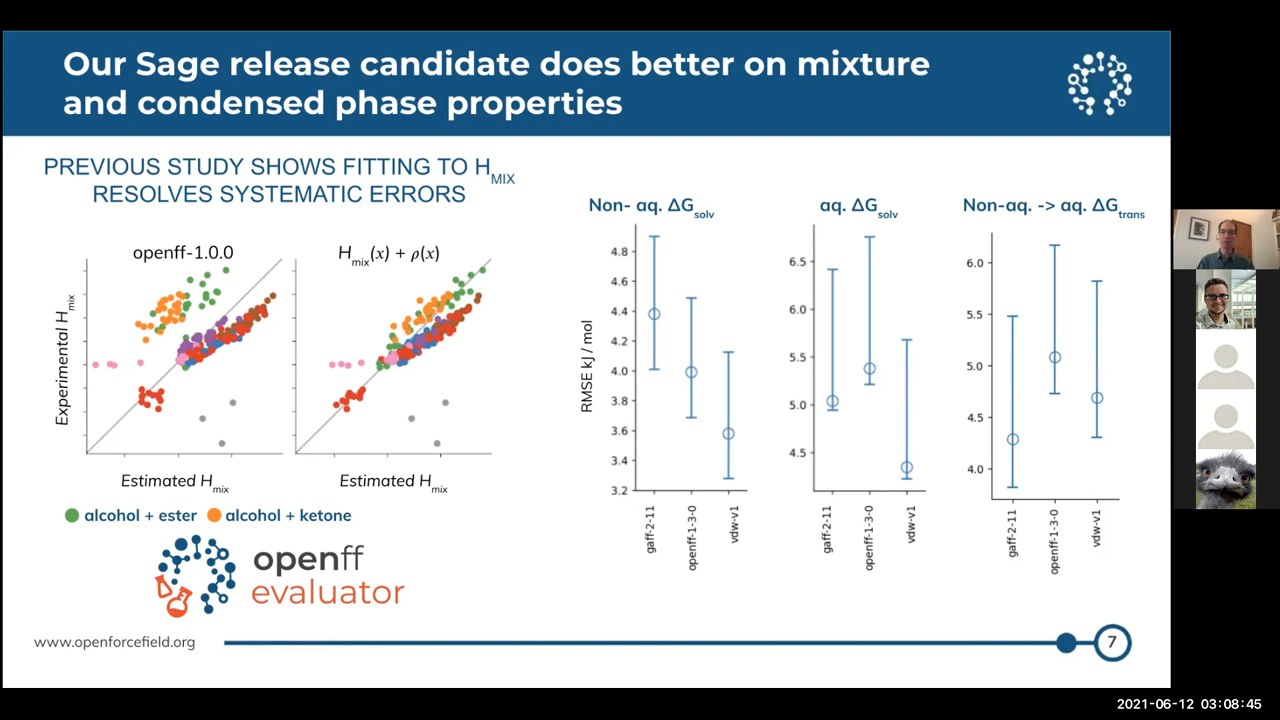 Our Sage release candidate does better on mixture
and condensed phase properties
PREVIOUS STUDY SHOWS FITTING TO H MIX
RESOLVES SYSTEMATIC ERRORS
openff-1.0.0
Hmix(x) + ρ(x)
Experimental Hmix
Estimated Hmix
Estimated Hmix
alcohol + ester
alcohol + ketone
openff
evaluator
Non- aq. ΔGsolv
RMSE kJ / mol
4.8
4.6
4.4
4.2
4.0
3.8
3.6
3.4
3.2
gaff-2-11
openff-1-3-0
vdw-v1
aq. ΔGsolv
6.5
6.0
5.5
5.0
4.5
gaff-2-11
openff-1-3-0
vdw-v1
Non-aq. -> aq. ΔGtrans
6.0
5.5
5.0
4.5
4.0
gaff-2-11
openff-1-3-0
vdw-v1
www.openforcefield.org
7
2021-06-12 03:08:45